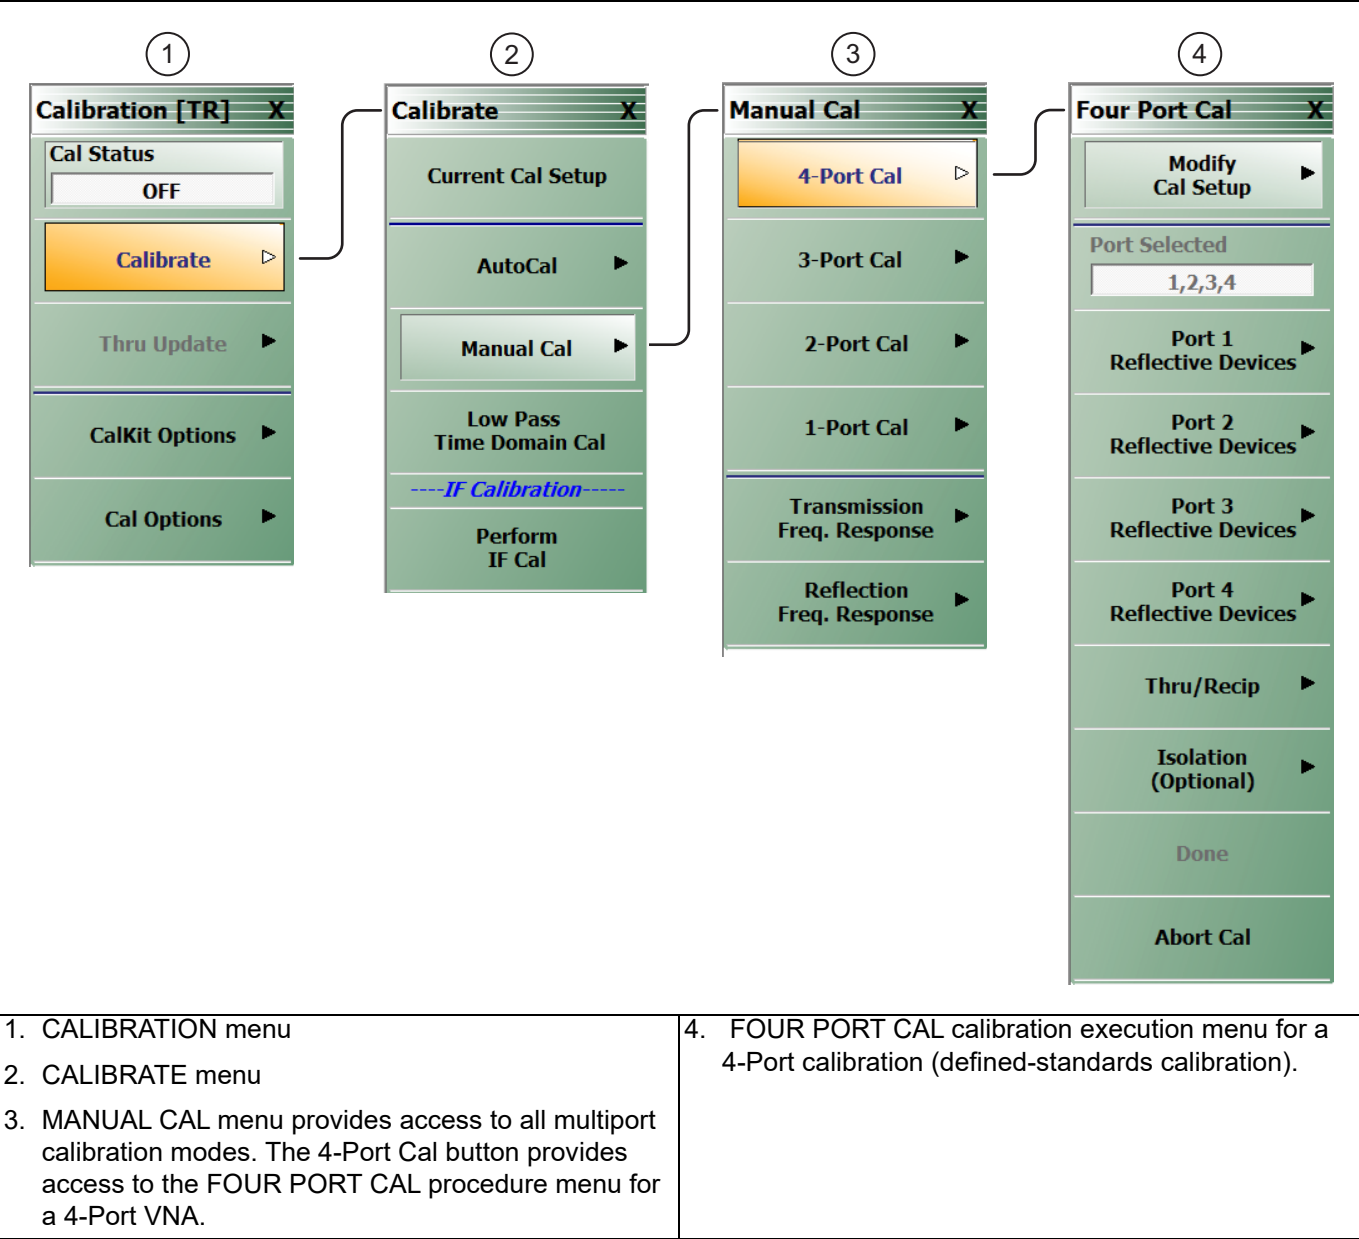 1
2
3
4
Calibration [TR] X
Cal Status
OFF
Calibrate
Thru Update
CalKit Options
Cal Options
Calibrate X
Current Cal Setup
AutoCal
Manual Cal
Low Pass
Time Domain Cal
----IF Calibration-----
Perform
IF Cal
Manual Cal X
4-Port Cal
3-Port Cal
2-Port Cal
1-Port Cal
Transmission
Freq. Response
Reflection
Freq. Response
Four Port Cal X
Modify
Cal Setup
Port Selected
1,2,3,4
Port 1
Reflective Devices
Port 2
Reflective Devices
Port 3
Reflective Devices
Port 4
Reflective Devices
Thru/Recip
Isolation
(Optional)
Done
Abort Cal
1. CALIBRATION menu
2. CALIBRATE menu
3. MANUAL CAL menu provides access to all multiport
calibration modes. The 4-Port Cal button provides
access to the FOUR PORT CAL procedure menu for
a 4-Port VNA.
4. FOUR PORT CAL calibration execution menu for a
4-Port calibration (defined-standards calibration).